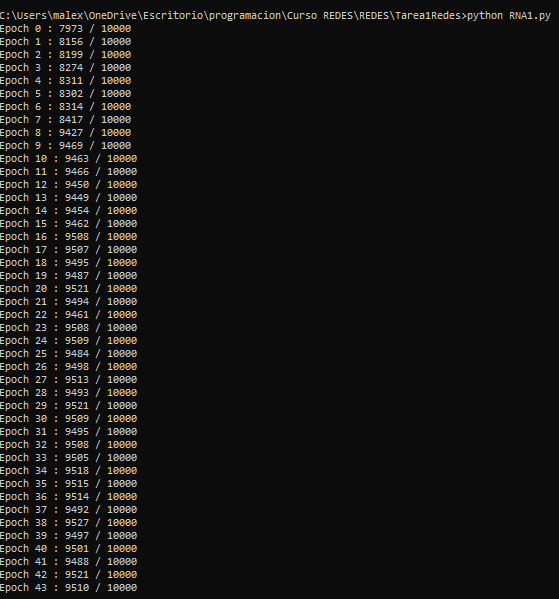 C:\Users\malex\OneDrive\Escritorio\programacion\Curso REDES\REDES\Tarea1Redes>python RNA1.py
Epoch 0 : 7973 / 10000
Epoch 1 : 8156 / 10000
Epoch 2 : 8199 / 10000
Epoch 3 : 8274 / 10000
Epoch 4 : 8311 / 10000
Epoch 5 : 8302 / 10000
Epoch 6 : 8314 / 10000
Epoch 7 : 8417 / 10000
Epoch 8 : 9427 / 10000
Epoch 9 : 9469 / 10000
Epoch 10 : 9463 / 10000
Epoch 11 : 9466 / 10000
Epoch 12 : 9450 / 10000
Epoch 13 : 9449 / 10000
Epoch 14 : 9454 / 10000
Epoch 15 : 9462 / 10000
Epoch 16 : 9508 / 10000
Epoch 17 : 9507 / 10000
Epoch 18 : 9495 / 10000
Epoch 19 : 9487 / 10000
Epoch 20 : 9521 / 10000
Epoch 21 : 9494 / 10000
Epoch 22 : 9461 / 10000
Epoch 23 : 9508 / 10000
Epoch 24 : 9509 / 10000
Epoch 25 : 9484 / 10000
Epoch 26 : 9498 / 10000
Epoch 27 : 9513 / 10000
Epoch 28 : 9493 / 10000
Epoch 29 : 9521 / 10000
Epoch 30 : 9509 / 10000
Epoch 31 : 9495 / 10000
Epoch 32 : 9508 / 10000
Epoch 33 : 9505 / 10000
Epoch 34 : 9518 / 10000
Epoch 35 : 9515 / 10000
Epoch 36 : 9514 / 10000
Epoch 37 : 9492 / 10000
Epoch 38 : 9527 / 10000
Epoch 39 : 9497 / 10000
Epoch 40 : 9501 / 10000
Epoch 41 : 9488 / 10000
Epoch 42 : 9521 / 10000
Epoch 43 : 9510 / 10000